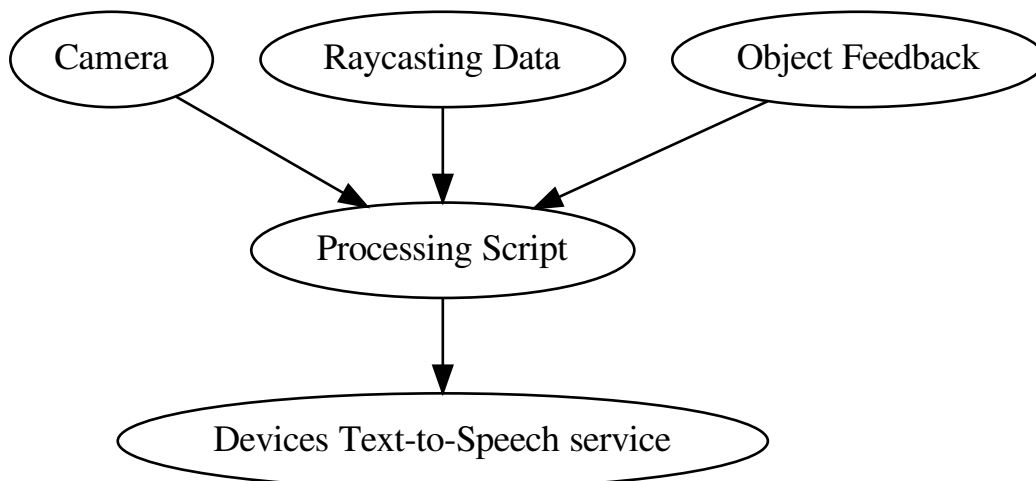 Camera
Raycasting Data
Object Feedback
Processing Script
Devices Text-to-Speech service